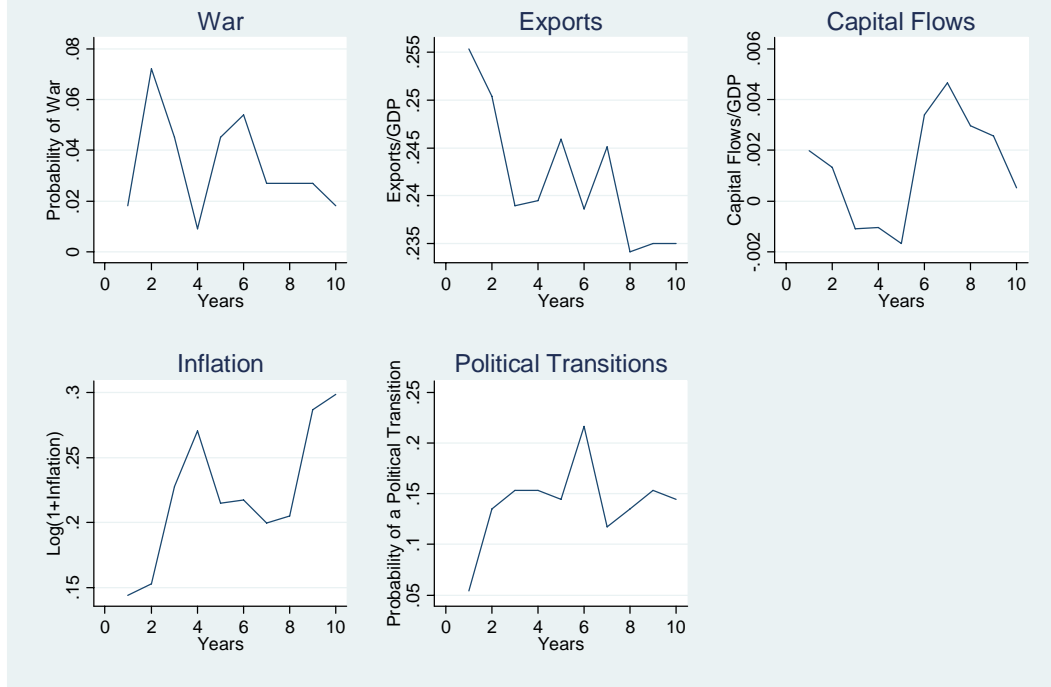 War
Probability of War
0 .02 .04 .06 .08
0 2 4 6 8 10
Years
Exports
Exports/GDP
.235 .24 .245 .25 .255
0 2 4 6 8 10
Years
Capital Flows
Capital Flows/GDP
-.002 0 .002 .004 .006
0 2 4 6 8 10
Years
Inflation
Log(1+Inflation)
.15 .2 .25 .3
0 2 4 6 8 10
Years
Political Transitions
Probability of a Political Transition
.05 .1 .15 .2 .25
0 2 4 6 8 10
Years